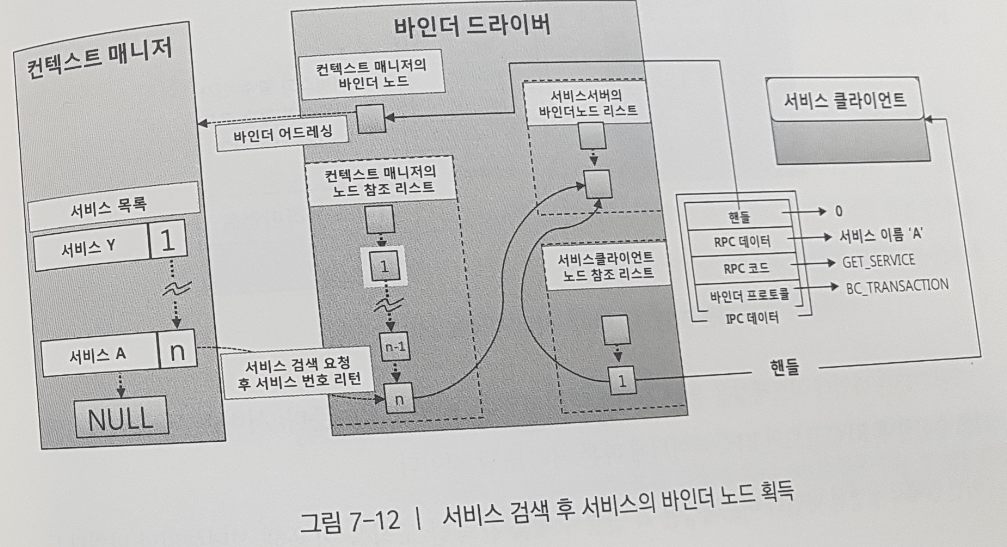 컨텍스트 매니저
서비스 목록
서비스 Y
1
서비스 A
n
NULL
바인더 드라이버
컨텍스트 매니저의
바인더 노드
바인더 어드레싱
컨텍스트 매니저의
노드 참조 리스트
1
n-1
n
서비스 검색 요청
후 서비스 번호 리턴
서비스서버의
바인더노드 리스트
서비스클라이언트
노드 참조 리스트
1
서비스 클라이언트
핸들
0
RPC 데이터
서비스 이름 'A'
RPC 코드
GET_SERVICE
바인더 프로토콜
BC_TRANSACTION
IPC 데이터
핸들
그림 7-12 | 서비스 검색 후 서비스의 바인더 노드 획득